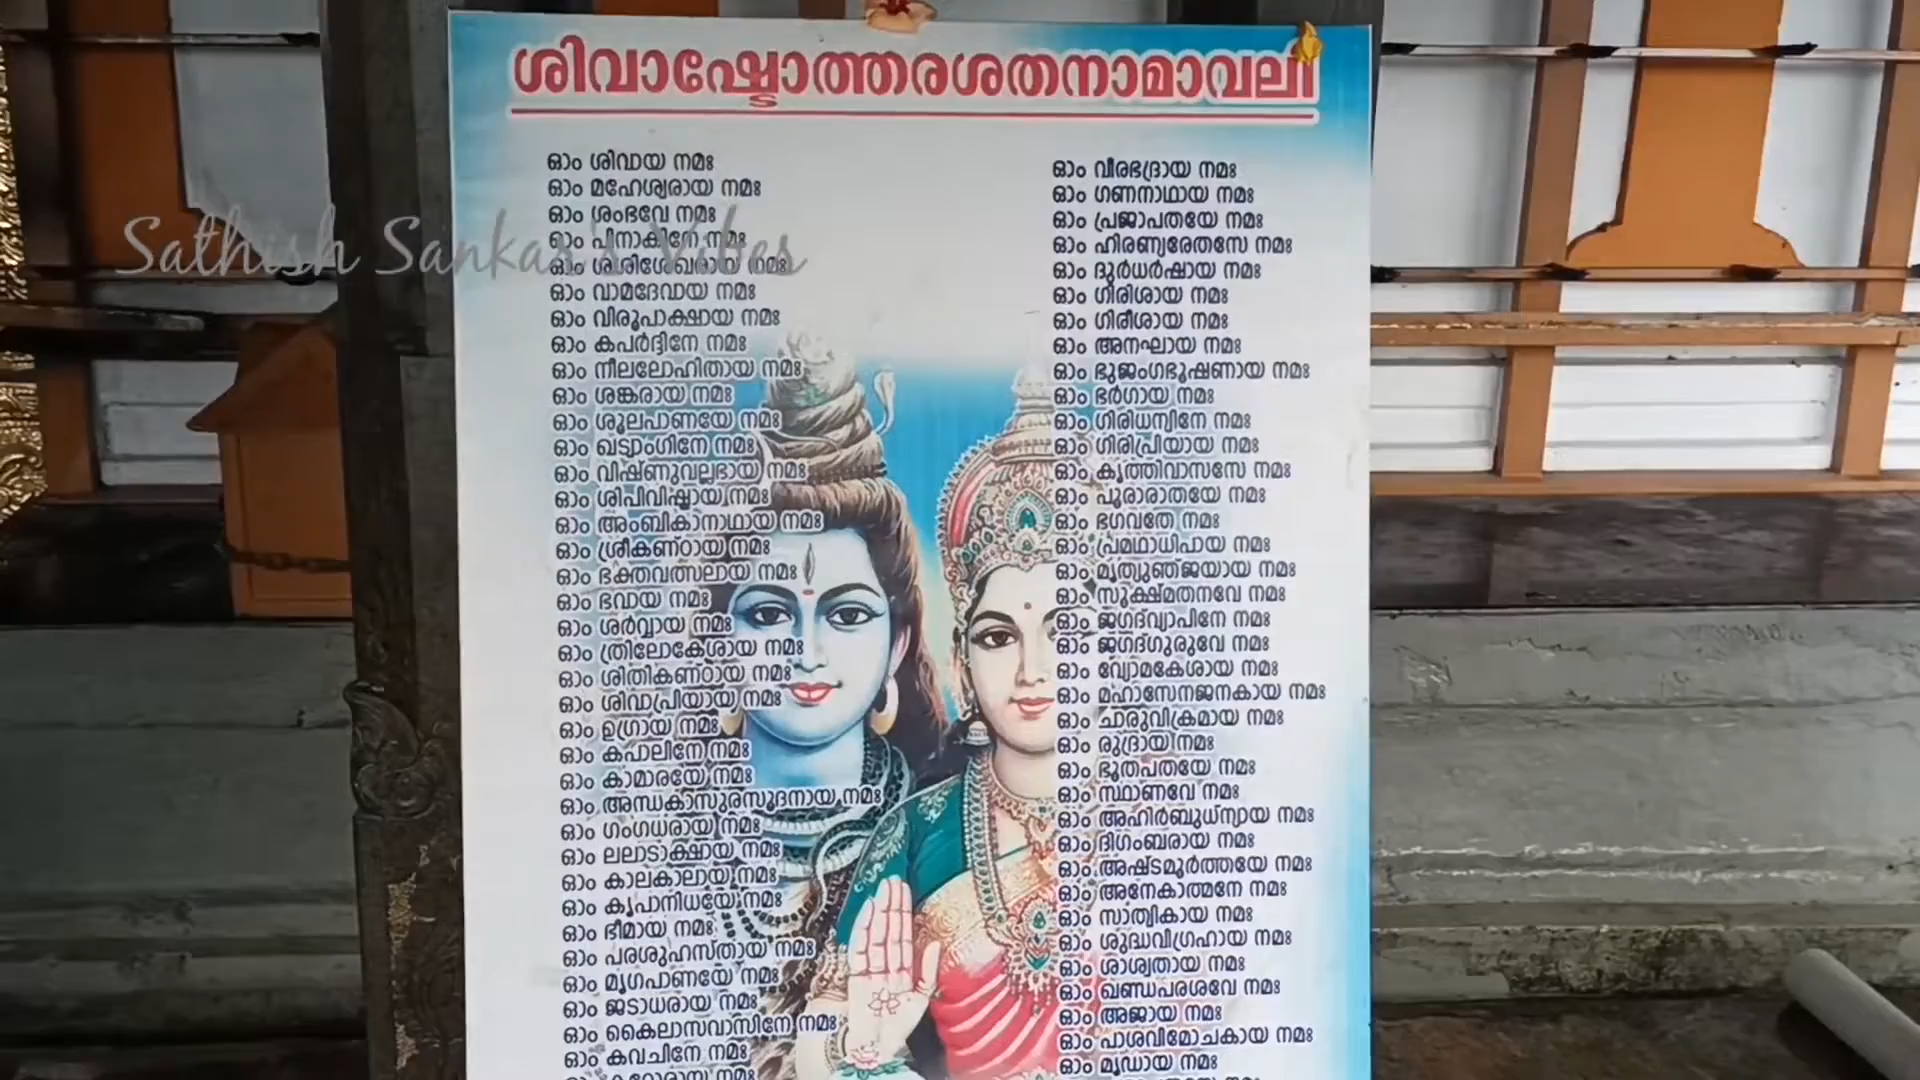 ശിവാഷ്ടോത്തരശതനാമാവലി
ഓം ശിവായ നമഃ
ഓം മഹേശ്വരായ നമഃ
ഓം ശംഭവേ നമഃ
ഓം പിനാകിനേ നമഃ
ഓം ശശിശേഖരായ നമഃ
ഓം വാമദേവായ നമഃ
ഓം വിരൂപാക്ഷായ നമഃ
ഓം കപർദ്ദിനേ നമഃ
ഓം നീലലോഹിതായ നമഃ
ഓം ശങ്കരായ നമഃ
ഓം ശൂലപാണയേ നമഃ
ഓം ഖട്വാംഗിനേ നമഃ
ഓം വിഷ്ണുവല്ലഭായ നമഃ
ഓം ശിപിവിഷ്ടായ നമഃ
ഓം അംബികാനാഥായ നമഃ
ഓം ശ്രീകണ്ഠായ നമഃ
ഓം ഭക്തവത്സലായ നമഃ
ഓം ഭവായ നമഃ
ഓം ശർവ്വായ നമഃ
ഓം ത്രിലോകേശായ നമഃ
ഓം ശിതികണ്ഠായ നമഃ
ഓം ശിവാപ്രിയായ നമഃ
ഓം ഉഗ്രായ നമഃ
ഓം കപാലിനേ നമഃ
ഓം കാമാരയേ നമഃ
ഓം അന്ധകാസുരസൂദനായ നമഃ
ഓം ഗംഗധരായ നമഃ
ഓം ലലാടാക്ഷായ നമഃ
ഓം കാലകാലായ നമഃ
ഓം കൃപാനിധയേ നമഃ
ഓം ഭീമായ നമഃ
ഓം പരശുഹസ്തായ നമഃ
ഓം മൃഗപാണയേ നമഃ
ഓം ജടാധരായ നമഃ
ഓം കൈലാസവാസിനേ നമഃ
ഓം കവചിനേ നമഃ
ഓം വീരഭദ്രായ നമഃ
ഓം ഗണനാഥായ നമഃ
ഓം പ്രജാപതയേ നമഃ
ഓം ഹിരണ്യരേതസേ നമഃ
ഓം ദുർധർഷായ നമഃ
ഓം ഗിരിശായ നമഃ
ഓം ഗിരീശായ നമഃ
ഓം അനഘായ നമഃ
ഓം ഭുജംഗഭൂഷണായ നമഃ
ഓം ഭർഗായ നമഃ
ഓം ഗിരിധന്വിനേ നമഃ
ഓം ഗിരിപ്രിയായ നമഃ
ഓം കൃത്തിവാസസേ നമഃ
ഓം പൂരാരാതയേ നമഃ
ഓം ഭഗവതേ നമഃ
ഓം പ്രമഥാധിപായ നമഃ
ഓം മൃത്യുഞ്ജയായ നമഃ
ഓം സൂക്ഷ്മതനവേ നമഃ
ഓം ജഗദ്വ്യാപിനേ നമഃ
ഓം ജഗദ്ഗുരുവേ നമഃ
ഓം വ്യോമകേശായ നമഃ
ഓം മഹാസേനജനകായ നമഃ
ഓം ചാരുവിക്രമായ നമഃ
ഓം രുദ്രായ നമഃ
ഓം ഭൂതപതയേ നമഃ
ഓം സ്ഥാണവേ നമഃ
ഓം അഹിർബുധ്ന്യായ നമഃ
ഓം ദിഗംബരായ നമഃ
ഓം അഷ്ടമൂർത്തയേ നമഃ
ഓം അനേകാത്മനേ നമഃ
ഓം സാത്വികായ നമഃ
ഓം ശുദ്ധവിഗ്രഹായ നമഃ
ഓം ശാശ്വതായ നമഃ
ഓം ഖണ്ഡപരശവേ നമഃ
ഓം അജായ നമഃ
ഓം പാശവിമോചകായ നമഃ
ഓം മൃഡായ നമഃ
Sathish Sankar's Vibes